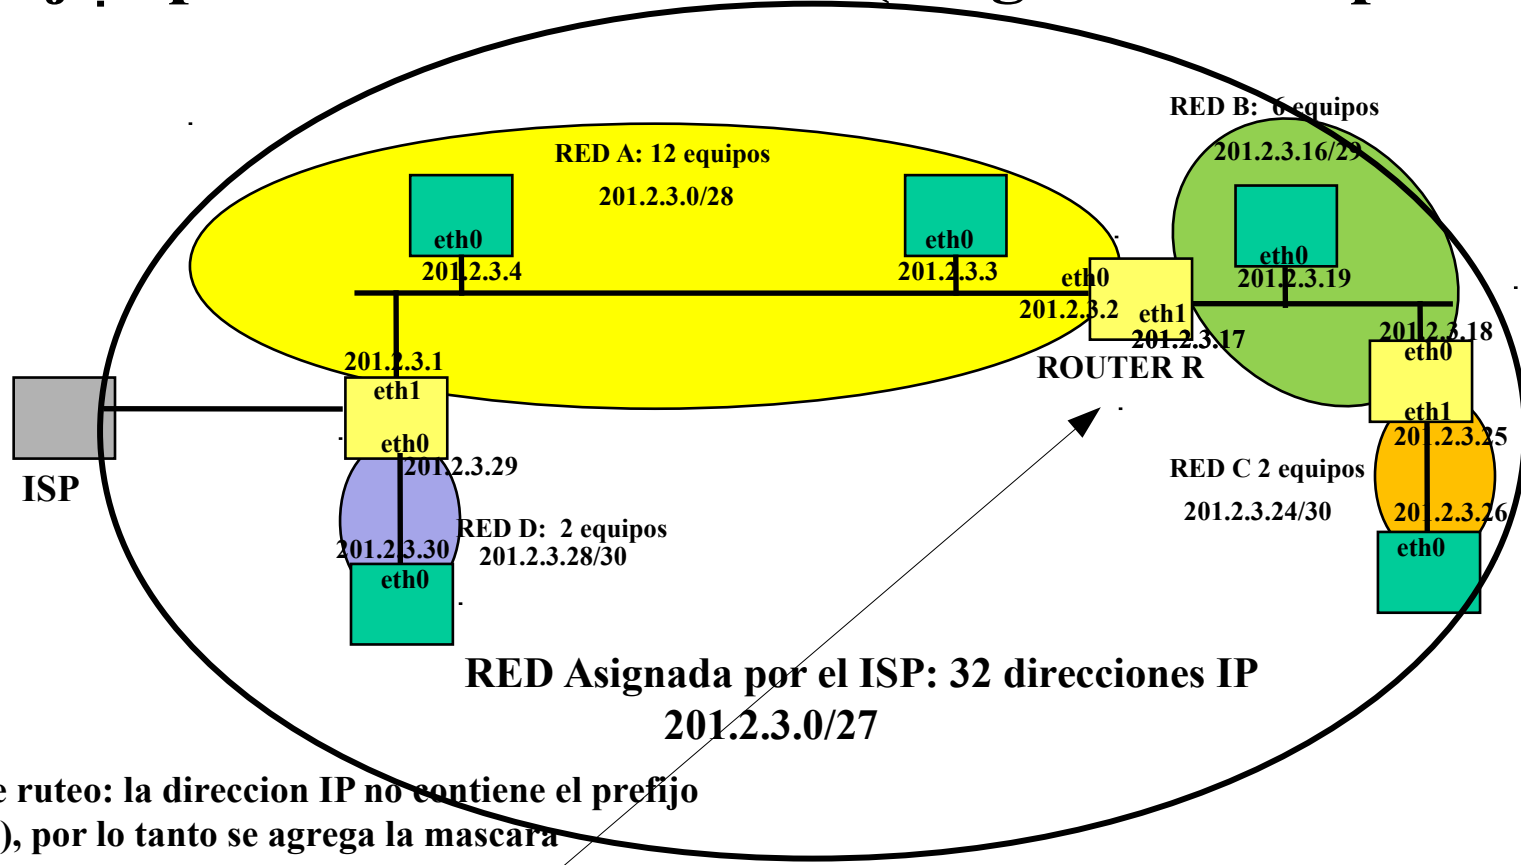 RED B: 6 equipos
201.2.3.16/29
RED A: 12 equipos
201.2.3.0/28
eth0
201.2.3.4
eth0
201.2.3.3
eth0
201.2.3.2
eth1
201.2.3.17
ROUTER R
eth0
201.2.3.19
201.2.3.18
eth0
eth1
201.2.3.25
201.2.3.1
eth1
eth0
201.2.3.29
ISP
RED C 2 equipos
201.2.3.24/30
201.2.3.26
eth0
RED D: 2 equipos
201.2.3.28/30
201.2.3.30
eth0
RED Asignada por el ISP: 32 direcciones IP
201.2.3.0/27
e ruteo: la direccion IP no contiene el prefijo
), por lo tanto se agrega la mascara